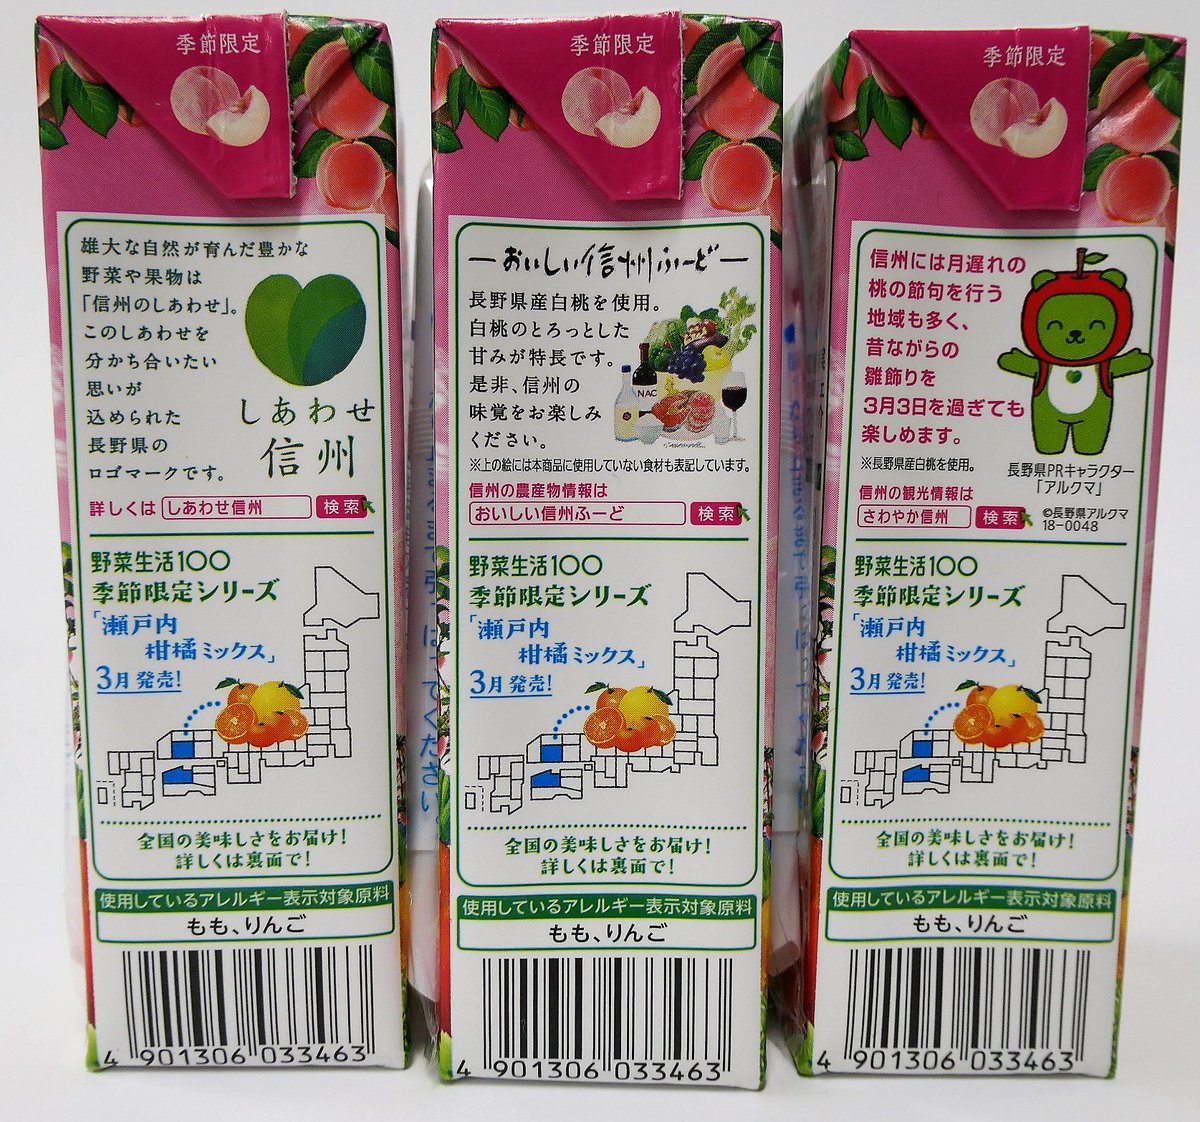 季節限定
雄大な自然が育んだ豊かな
野菜や果物は
「信州のしあわせ」。
このしあわせを
分かち合いたい
思いが
込められた
長野県の
ロゴマークです。
しあわせ
信州
詳しくは しあわせ信州 検索
野菜生活100
季節限定シリーズ
「瀬戸内
柑橘ミックス」
3月発売!
全国の美味しさをお届け!
詳しくは裏面で!
使用しているアレルギー表示対象原料
もも、りんご
4 901306 033463
季節限定
おいしい信州ふーど
長野県産白桃を使用。
白桃のとろっとした
甘みが特長です。
是非、信州の
味覚をお楽しみ
ください。
NAC
※上の絵には本商品に使用していない食材も表記しています。
信州の農産物情報は
おいしい信州ふーど 検索
野菜生活100
季節限定シリーズ
「瀬戸内
柑橘ミックス」
3月発売!
全国の美味しさをお届け!
詳しくは裏面で!
使用しているアレルギー表示対象原料
もも、りんご
4 901306 033463
季節限定
信州には月遅れの
桃の節句を行う
地域も多く、
昔ながらの
雛飾りを
3月3日を過ぎても
楽しめます。
※長野県産白桃を使用。
長野県PRキャラクター
「アルクマ」
信州の観光情報は
さわやか信州 検索
©長野県アルクマ
18-0048
野菜生活100
季節限定シリーズ
「瀬戸内
柑橘ミックス」
3月発売!
全国の美味しさをお届け!
詳しくは裏面で!
使用しているアレルギー表示対象原料
もも、りんご
4 901306 033463